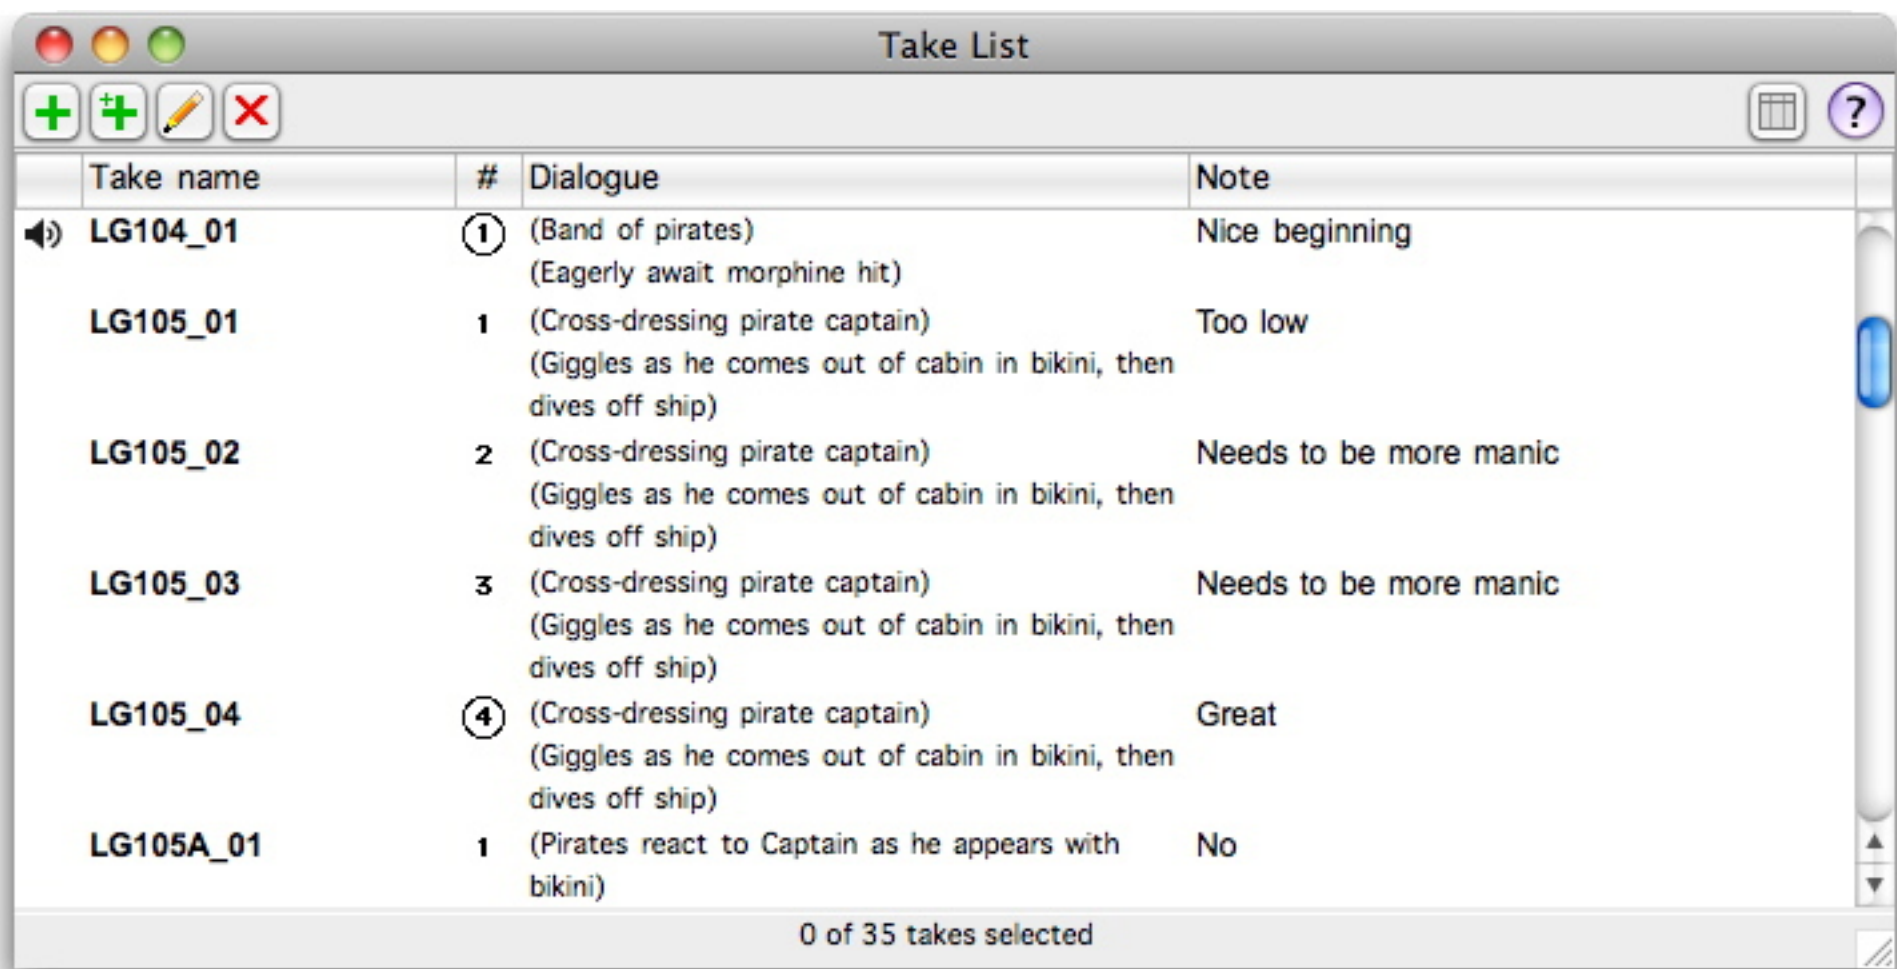 Take List
?
Take name # Dialogue Note
LG104_01 1 (Band of pirates) Nice beginning
(Eagerly await morphine hit)
LG105_01 1 (Cross-dressing pirate captain) Too low
(Giggles as he comes out of cabin in bikini, then
dives off ship)
LG105_02 2 (Cross-dressing pirate captain) Needs to be more manic
(Giggles as he comes out of cabin in bikini, then
dives off ship)
LG105_03 3 (Cross-dressing pirate captain) Needs to be more manic
(Giggles as he comes out of cabin in bikini, then
dives off ship)
LG105_04 4 (Cross-dressing pirate captain) Great
(Giggles as he comes out of cabin in bikini, then
dives off ship)
LG105A_01 1 (Pirates react to Captain as he appears with No
bikini)
0 of 35 takes selected